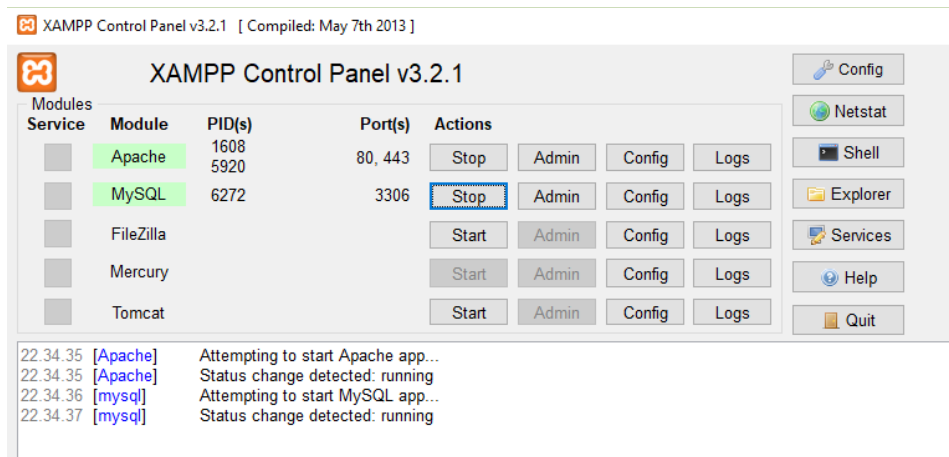 XAMPP Control Panel v3.2.1 [ Compiled: May 7th 2013 ]
XAMPP Control Panel v3.2.1
Config
Modules
Netstat
Service Module PID(s) Port(s) Actions
Apache 1608 5920 80, 443 Stop Admin Config Logs
Shell
MySQL 6272 3306 Stop Admin Config Logs
Explorer
FileZilla Start Admin Config Logs
Services
Mercury Start Admin Config Logs
Help
Tomcat Start Admin Config Logs
Quit
22.34.35 [Apache] Attempting to start Apache app...
22.34.35 [Apache] Status change detected: running
22.34.36 [mysql] Attempting to start MySQL app...
22.34.37 [mysql] Status change detected: running